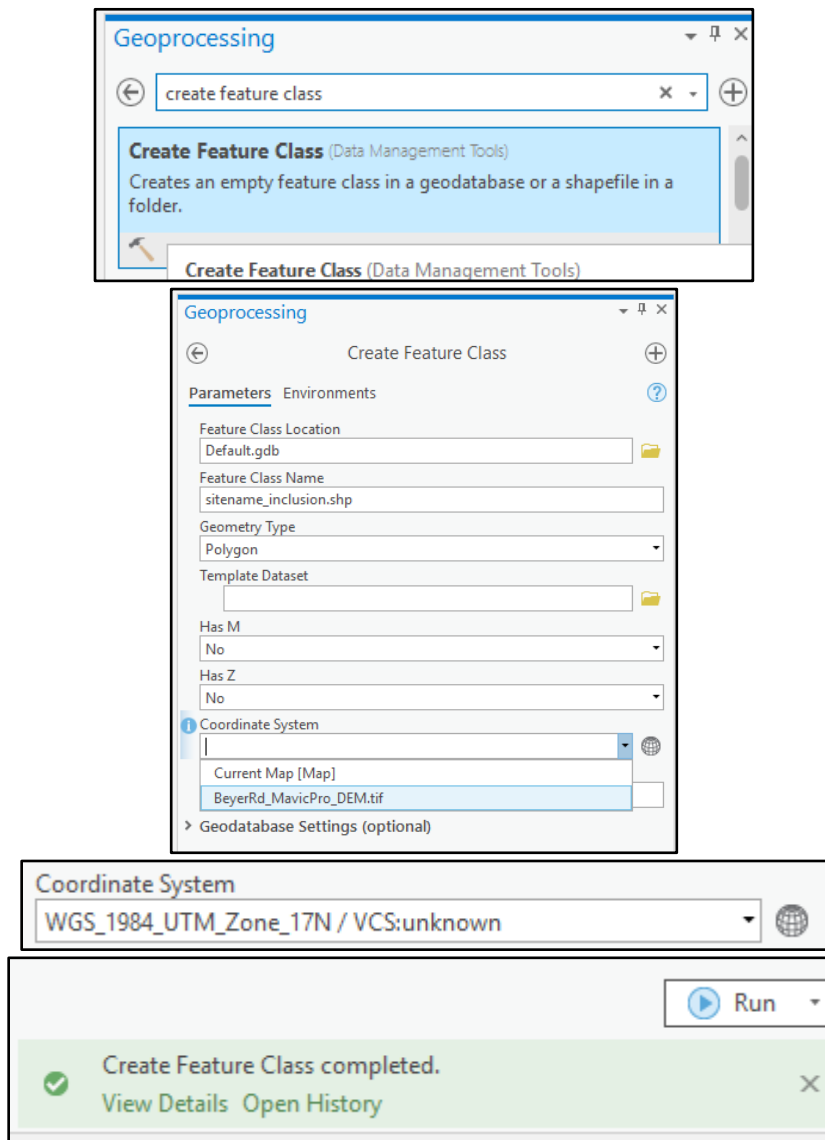 Geoprocessing
create feature class
Create Feature Class (Data Management Tools)
Creates an empty feature class in a geodatabase or a shapefile in a
folder.
Create Feature Class (Data Management Tools)
Geoprocessing
Create Feature Class
Parameters Environments
Feature Class Location
Default.gdb
Feature Class Name
sitename_inclusion.shp
Geometry Type
Polygon
Template Dataset
Has M
No
Has Z
No
Coordinate System
Current Map [Map]
BeyerRd_MavicPro_DEM.tif
Geodatabase Settings (optional)
Coordinate System
WGS_1984_UTM_Zone_17N / VCS:unknown
Run
Create Feature Class completed.
View Details Open History